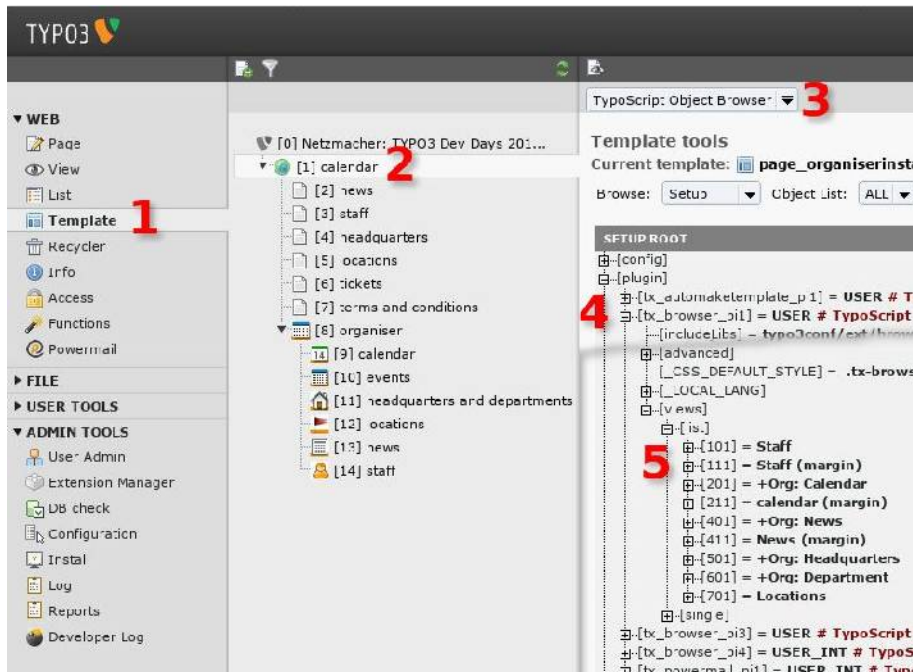 TYPO3
TypoScript Object Browser
3
WEB
Page
View
List
Template
1
Recycler
Info
Access
Functions
Powermail
FILE
USER TOOLS
ADMIN TOOLS
User Admin
Extension Manager
DB check
Configuration
Instal
Log
Reports
Developer Log
[0] Netzmacher: TYPO3 Dev Days 201...
[1] calendar
2
[2] news
[3] staff
[4] headquarters
[5] locations
[6] tickets
[7] terms and conditions
[8] organiser
14 [9] calendar
[10] events
[11] headquarters and departments
[12] locations
[13] news
[14] staff
Template tools
Current template: page_organiserinsta
Browse: Setup Object List: ALL
SETUP ROOT
[config]
[plugin]
[tx_automaketemplate_pi1] = USER # T
4
[tx_browser_pi1] = USER # TypoScript
[includeLibs] = typo3conf/ext/brow
[advanced]
[_CSS_DEFAULT_STYLE] = .tx-brows
[_LOCAL_LANG]
[views]
[list]
5
[101] = Staff
[111] = Staff (margin)
[201] = +Org: Calendar
[211] = calendar (margin)
[401] = +Org: News
[411] = News (margin)
[501] = +Org: Headquarters
[601] = +Org: Department
[701] = Locations
[single]
[tx_browser_pi3] = USER # TypoScript
[tx_browser_pi4] = USER_INT # TypoS
[tx_powermail_pi1] = USER_INT # Typo